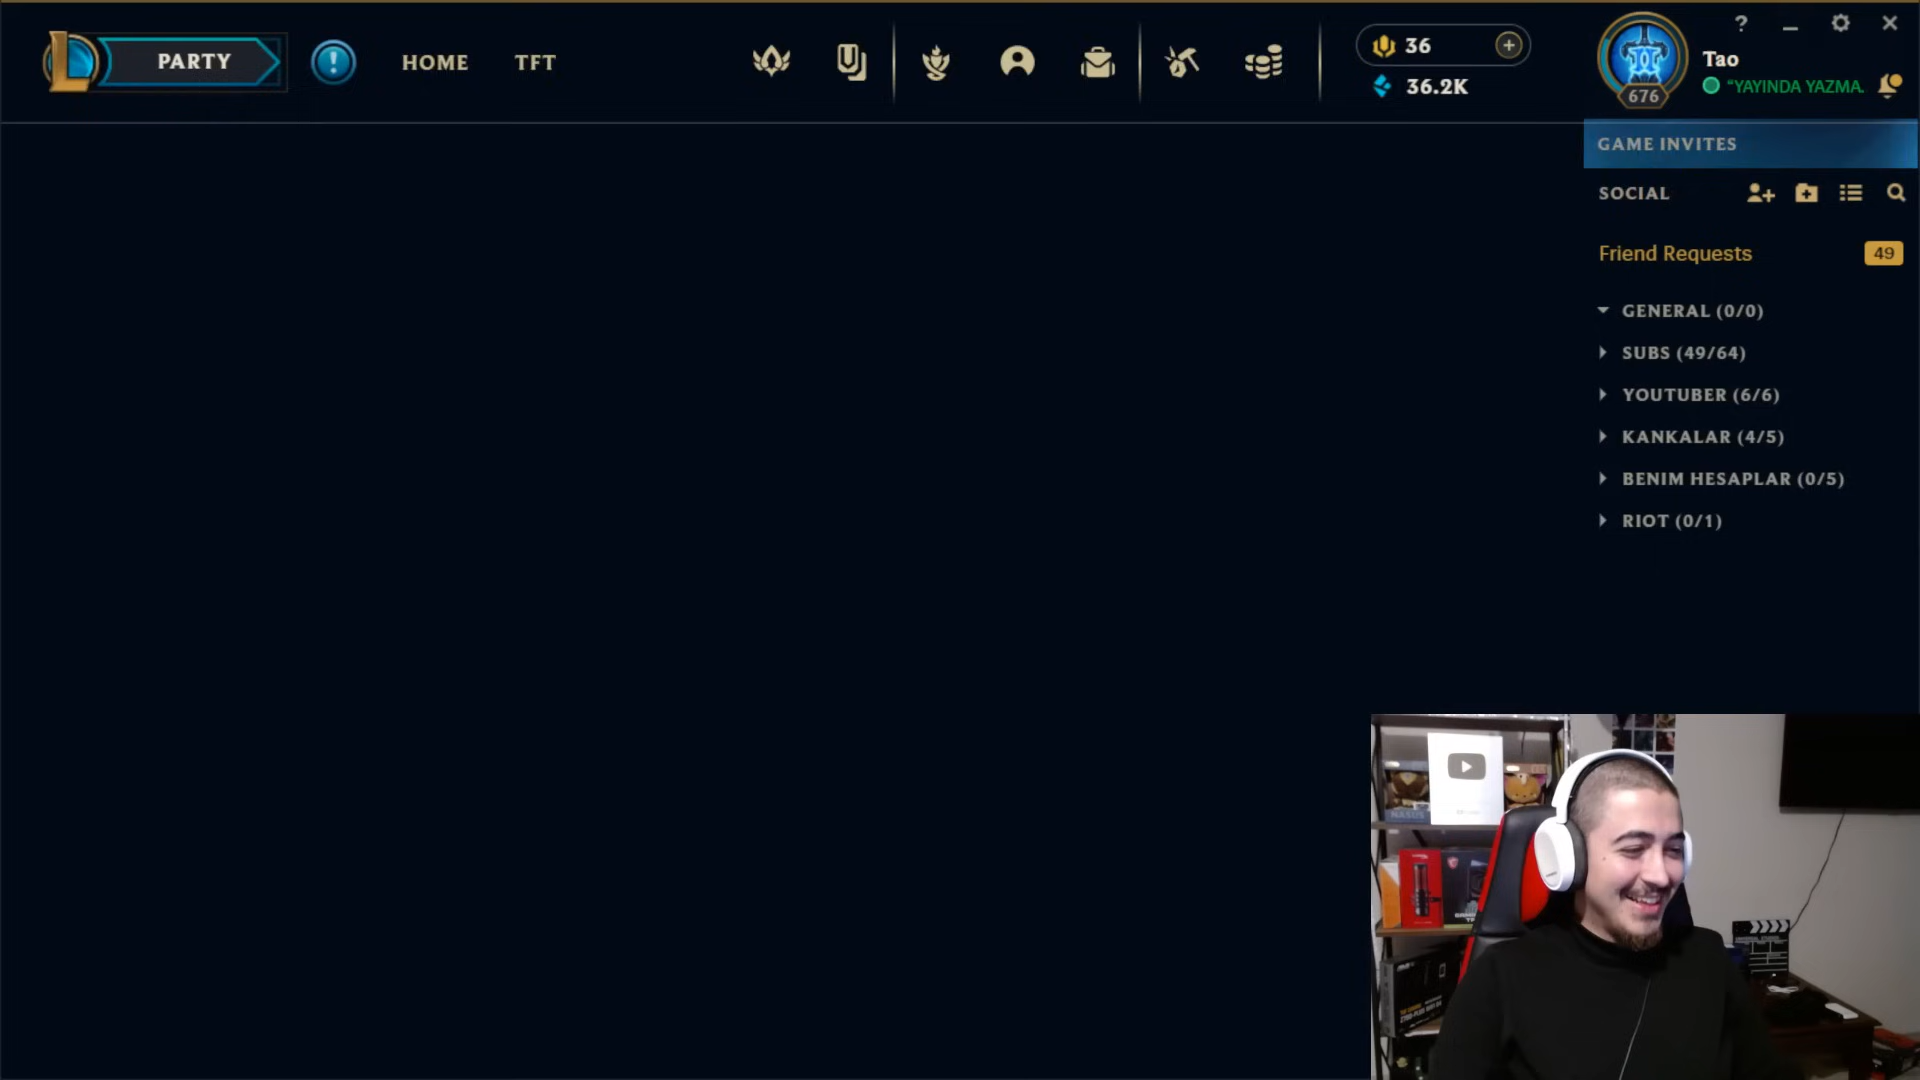 PARTY
HOME
TFT
36
36.2K
676
Tao
"YAYINDA YAZMA.
GAME INVITES
SOCIAL
Friend Requests
49
GENERAL (0/0)
SUBS (49/64)
YOUTUBER (6/6)
KANKALAR (4/5)
BENIM HESAPLAR (0/5)
RIOT (0/1)
NASUS